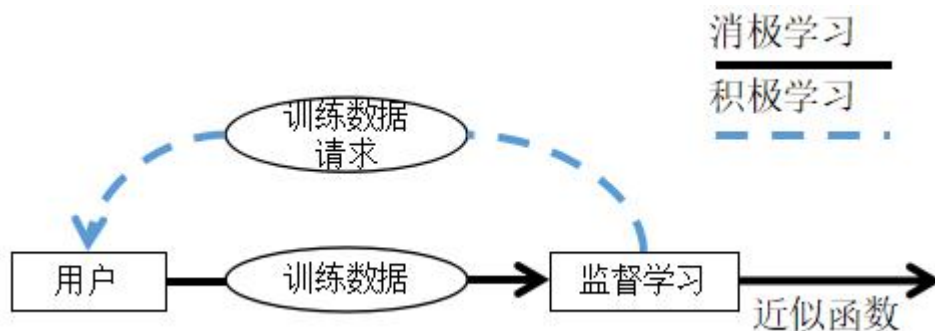 消极学习
积极学习
训练数据
请求
用户
训练数据
监督学习
近似函数